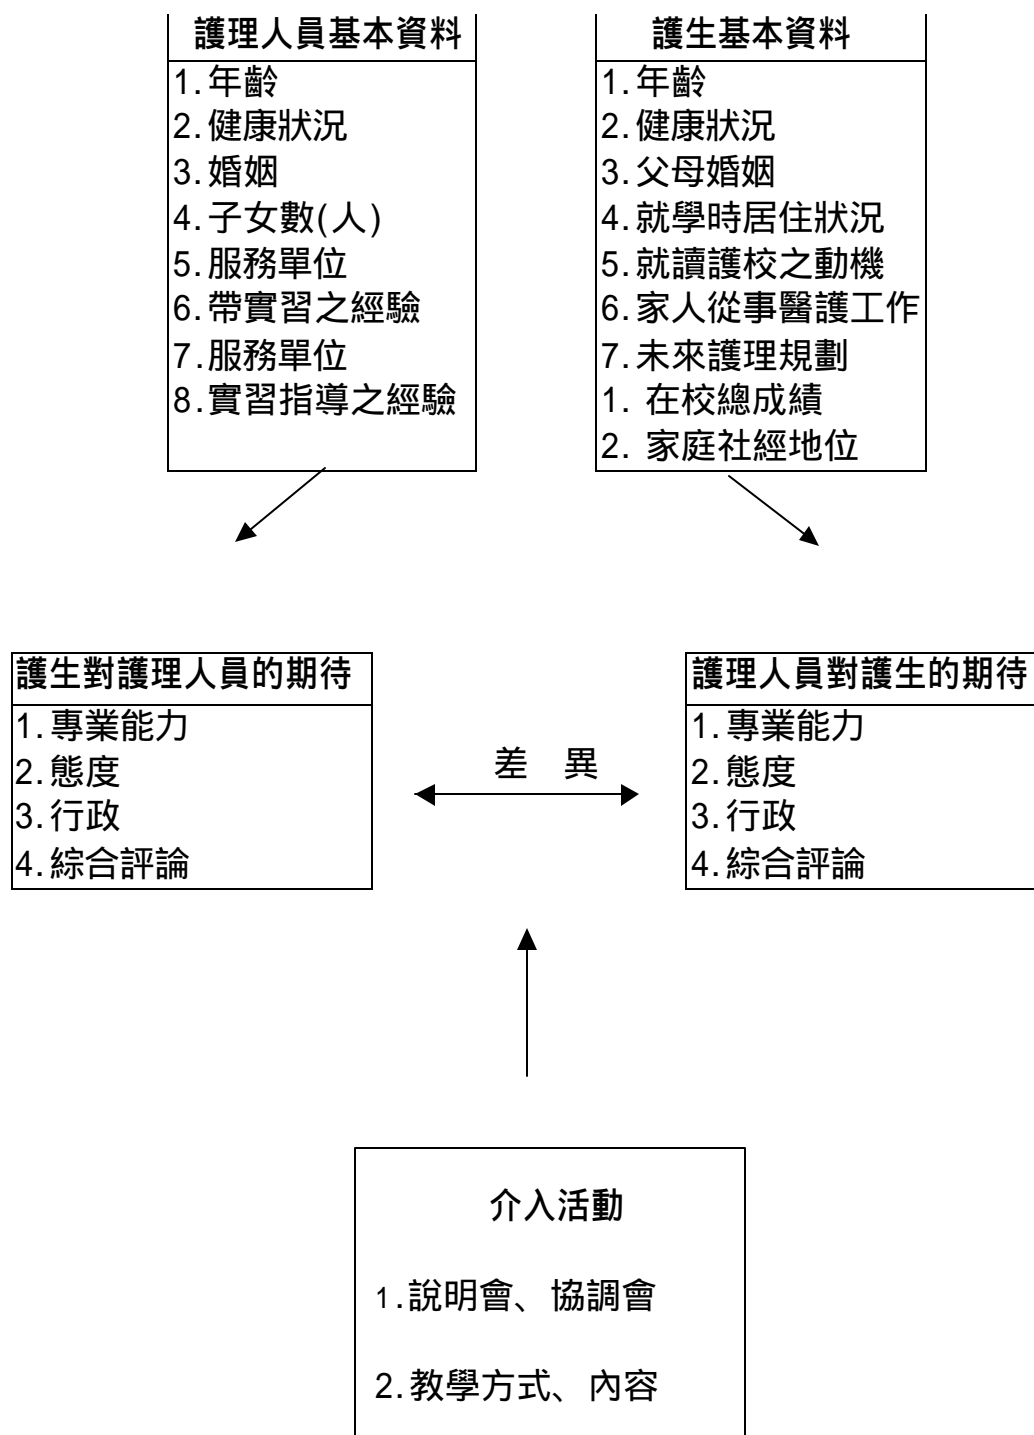 護理人員基本資料
1.年齡
2.健康狀況
3.婚姻
4.子女數(人)
5.服務單位
6.帶實習之經驗
7.服務單位
8.實習指導之經驗
護生基本資料
1.年齡
2.健康狀況
3.父母婚姻
4.就學時居住狀況
5.就讀護校之動機
6.家人從事醫護工作
7.未來護理規劃
1. 在校總成績
2. 家庭社經地位
護生對護理人員的期待
1.專業能力
2.態度
3.行政
4.綜合評論
差 異
護理人員對護生的期待
1.專業能力
2.態度
3.行政
4.綜合評論
介入活動
1.說明會、協調會
2.教學方式、內容